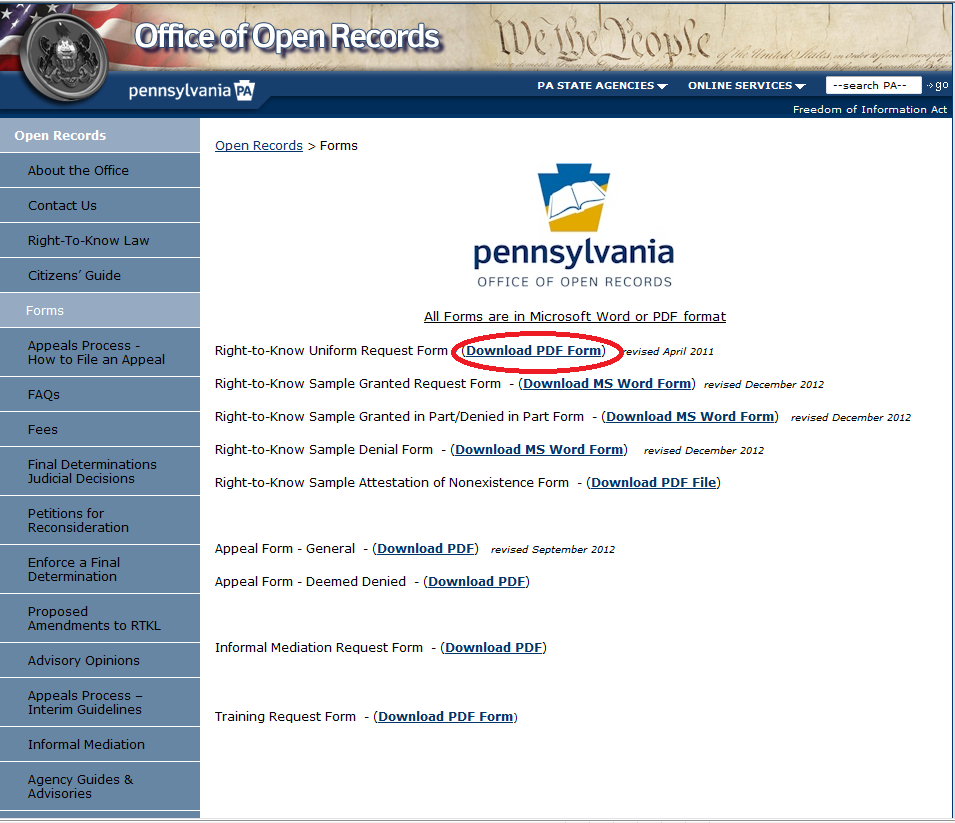 Office of Open Records
We the People
pennsylvania PA
PA STATE AGENCIES
ONLINE SERVICES
--search PA--
go
Freedom of Information Act
Open Records
About the Office
Contact Us
Right-To-Know Law
Citizens´ Guide
Forms
Appeals Process -
How to File an Appeal
FAQs
Fees
Final Determinations
Judicial Decisions
Petitions for
Reconsideration
Enforce a Final
Determination
Proposed
Amendments to RTKL
Advisory Opinions
Appeals Process –
Interim Guidelines
Informal Mediation
Agency Guides &
Advisories
Open Records > Forms
pennsylvania
OFFICE OF OPEN RECORDS
All Forms are in Microsoft Word or PDF format
Right-to-Know Uniform Request Form (Download PDF Form) revised April 2011
Right-to-Know Sample Granted Request Form - (Download MS Word Form) revised December 2012
Right-to-Know Sample Granted in Part/Denied in Part Form - (Download MS Word Form) revised December 2012
Right-to-Know Sample Denial Form - (Download MS Word Form) revised December 2012
Right-to-Know Sample Attestation of Nonexistence Form - (Download PDF File)
Appeal Form - General - (Download PDF) revised September 2012
Appeal Form - Deemed Denied - (Download PDF)
Informal Mediation Request Form - (Download PDF)
Training Request Form - (Download PDF Form)